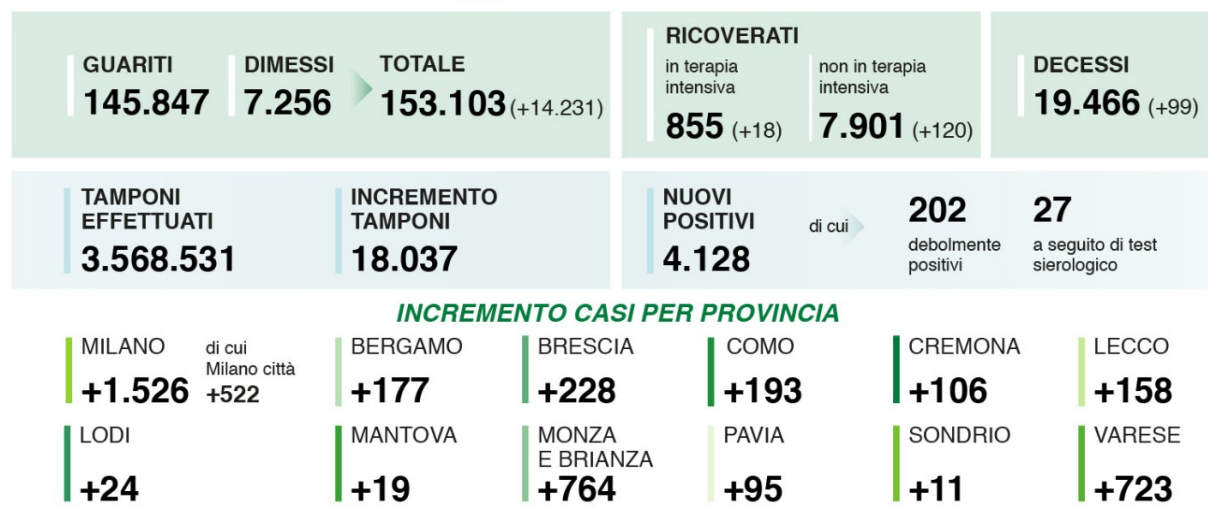 GUARITI
145.847
DIMESSI
7.256
TOTALE
153.103 (+14.231)
RICOVERATI
in terapia
intensiva
855 (+18)
non in terapia
intensiva
7.901 (+120)
DECESSI
19.466 (+99)
TAMPONI
EFFETTUATI
3.568.531
INCREMENTO
TAMPONI
18.037
NUOVI
POSITIVI
4.128
di cui
202
debolmente
positivi
27
a seguito di test
sierologico
INCREMENTO CASI PER PROVINCIA
MILANO
+1.526
di cui
Milano città
+522
BERGAMO
+177
BRESCIA
+228
COMO
+193
CREMONA
+106
LECCO
+158
LODI
+24
MANTOVA
+19
MONZA
E BRIANZA
+764
PAVIA
+95
SONDRIO
+11
VARESE
+723